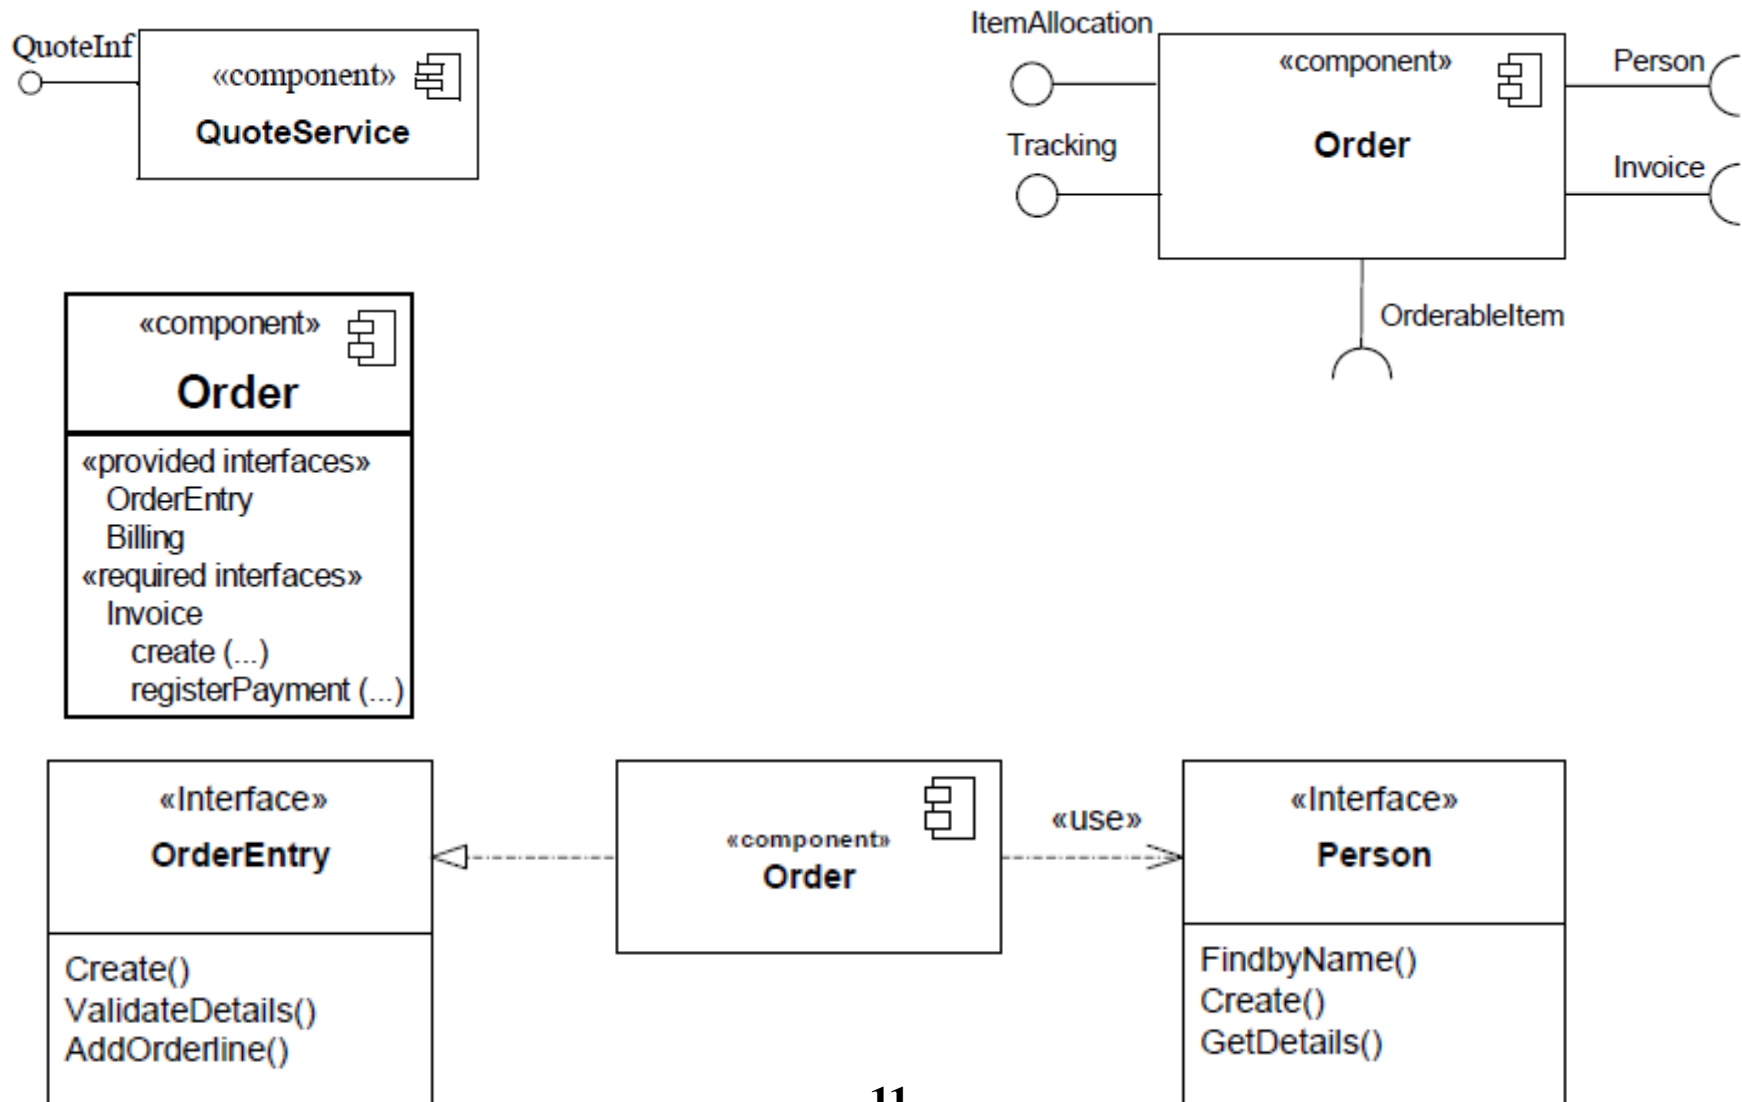 QuoteInf
«component»
QuoteService
ItemAllocation
Tracking
«component»
Order
Person
Invoice
OrderableItem
«component»
Order
«provided interfaces»
OrderEntry
Billing
«required interfaces»
Invoice
create (...)
registerPayment (...)
«Interface»
OrderEntry
Create()
ValidateDetails()
AddOrderline()
«component»
Order
«use»
«Interface»
Person
FindbyName()
Create()
GetDetails()
11